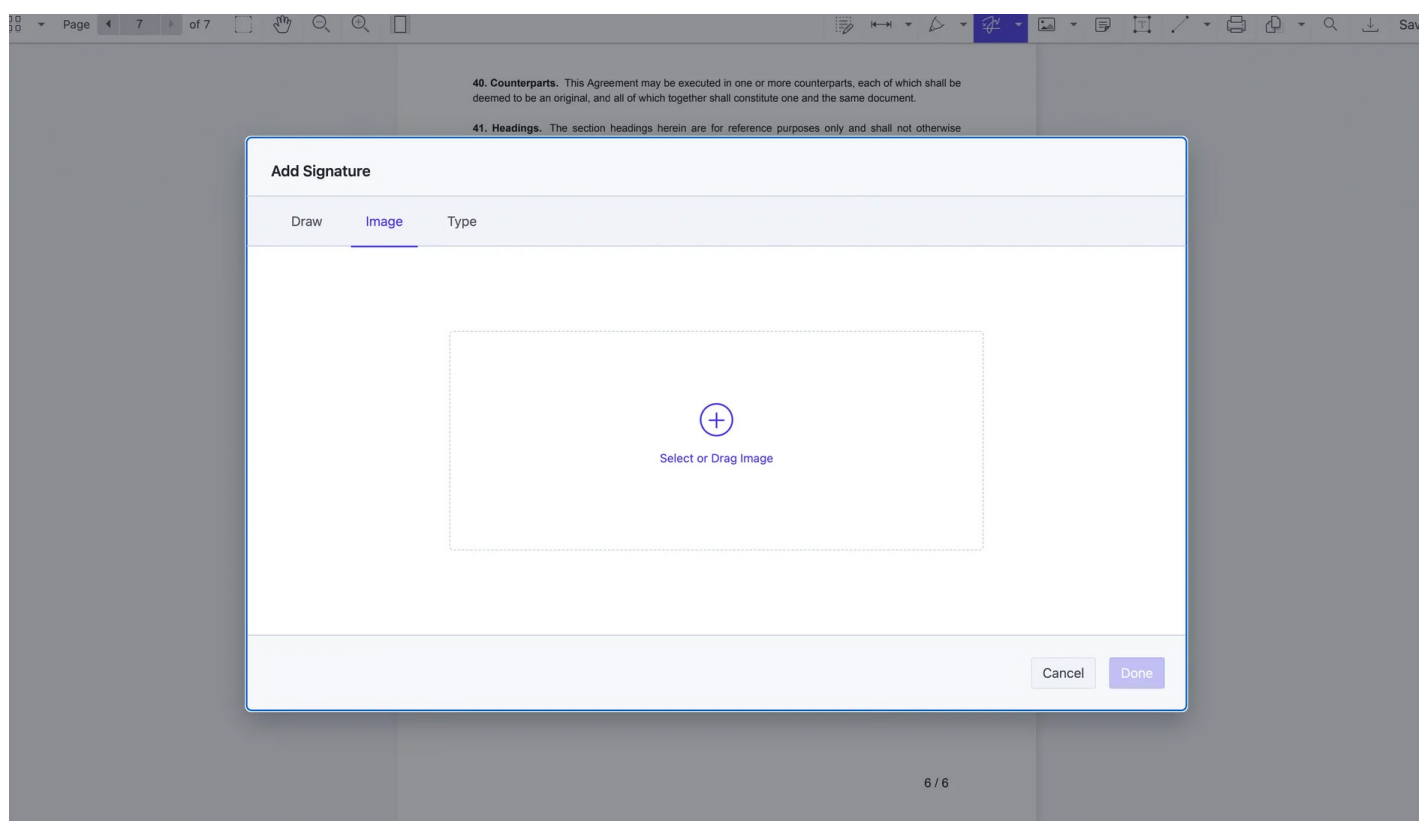 Page 7 of 7 Sav
40. Counterparts. This Agreement may be executed in one or more counterparts, each of which shall be
deemed to be an original, and all of which together shall constitute one and the same document.
41. Headings. The section headings herein are for reference purposes only and shall not otherwise
Add Signature
Draw Image Type
Select or Drag Image
Cancel Done
6 / 6